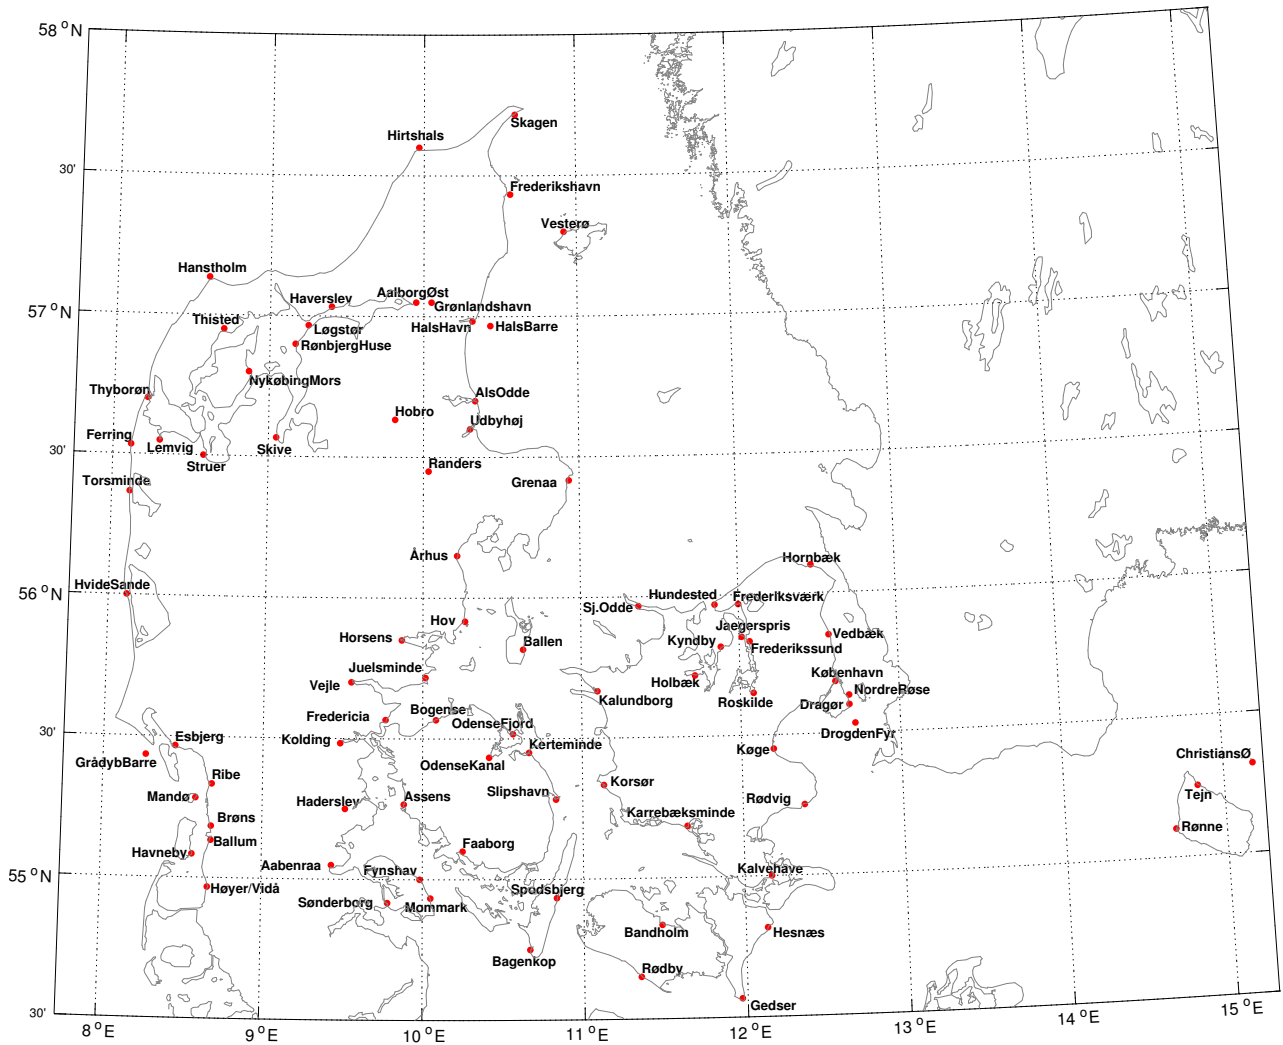 58 °N
Skagen
Hirtshals
30'
Frederikshavn
Vesterø
Hanstholm
AalborgØst
Haverslev
Grønlandshavn
57 °N
Thisted
Løgstør
HalsHavn
HalsBarre
RønbjergHuse
NykøbingMors
Thyborøn
AlsOdde
Hobro
Udbyhøj
Ferring
Lemvig
Skive
30'
Struer
Randers
Torsminde
Grenaa
Århus
Hornbæk
HvideSande
56 °N
Hundested
Frederiksværk
Sj.Odde
Hov
Jaegerspris
Horsens
Ballen
Kyndby
Vedbæk
Frederikssund
Juelsminde
København
Vejle
Holbæk
NordreRøse
Kalundborg
Roskilde
Dragør
Fredericia
Bogense
OdenseFjord
DrogdenFyr
30'
Esbjerg
Kolding
Kerteminde
Køge
ChristiansØ
GrådybBarre
OdenseKanal
Ribe
Korsør
Slipshavn
Tejn
Mandø
Haderslev
Assens
Rødvig
Brøns
Karrebæksminde
Rønne
Ballum
Faaborg
Havneby
Aabenraa
Fynshav
Kalvehave
55 °N
Høyer/Vidå
Spodsbjerg
Sønderborg
Mommark
Bandholm
Hesnæs
Bagenkop
Rødby
Gedser
30'
8 °E
9 °E
10 °E
11 °E
12 °E
13 °E
14 °E
15 °E